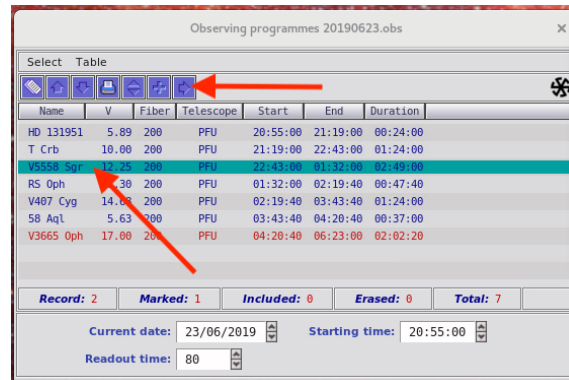 Observing programmes 20190623.obs
Select Table
Name V Fiber Telescope Start End Duration
HD 131951 5.89 200 PFU 20:55:00 21:19:00 00:24:00
T Crb 10.00 200 PFU 21:19:00 22:43:00 01:24:00
V5558 Sgr 12.25 200 PFU 22:43:00 01:32:00 02:49:00
RS Oph 200 PFU 01:32:00 02:19:40 00:47:40
V407 Cyg 200 PFU 02:19:40 03:43:40 01:24:00
58 Aql 5.63 200 PFU 03:43:40 04:20:40 00:37:00
V3665 Oph 17.00 PFU 04:20:40 06:23:00 02:02:20
Record: 2 Marked: 1 Included: 0 Erased: 0 Total: 7
Current date: 23/06/2019 Starting time: 20:55:00
Readout time: 80